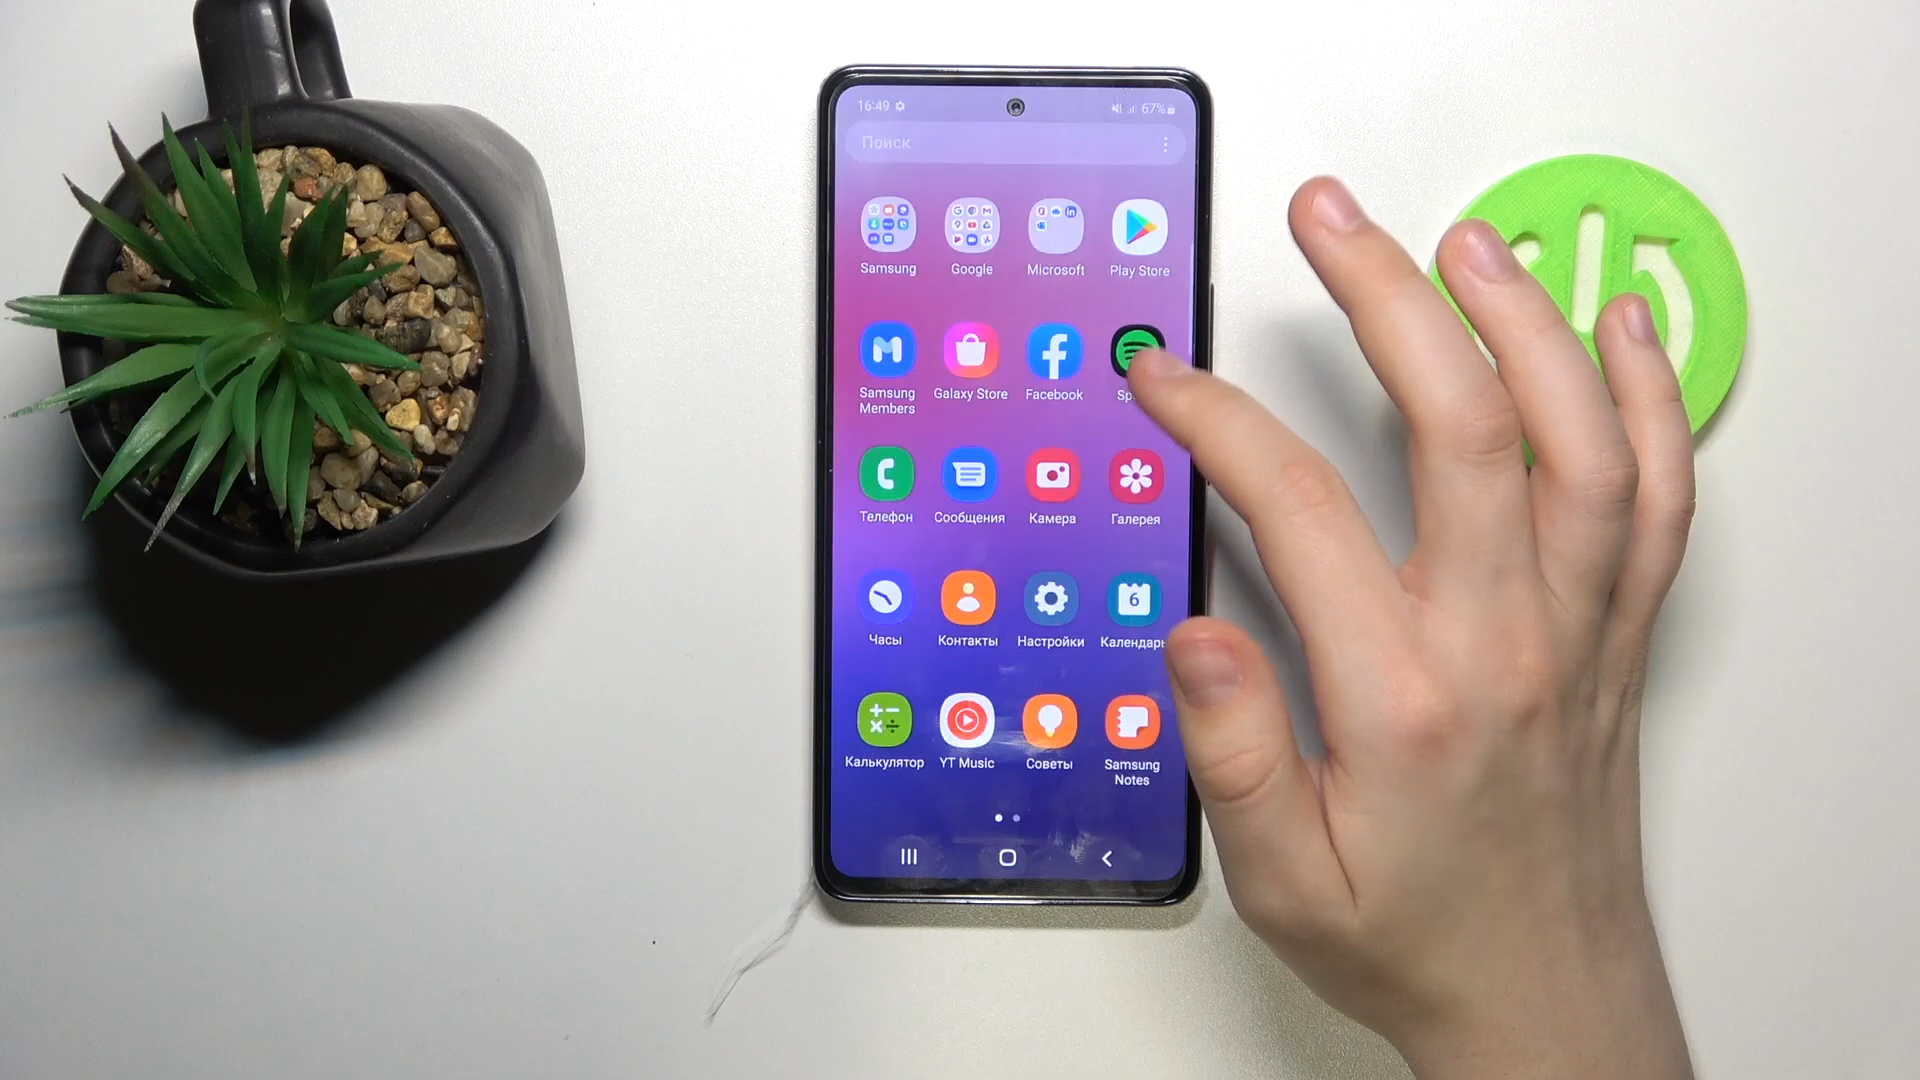 16:49 67%
Поиск
Samsung Google Microsoft Play Store
Samsung Members Galaxy Store Facebook
Телефон Сообщения Камера Галерея
Часы Контакты Настройки 6 Календарь
Калькулятор YT Music Советы Samsung Notes